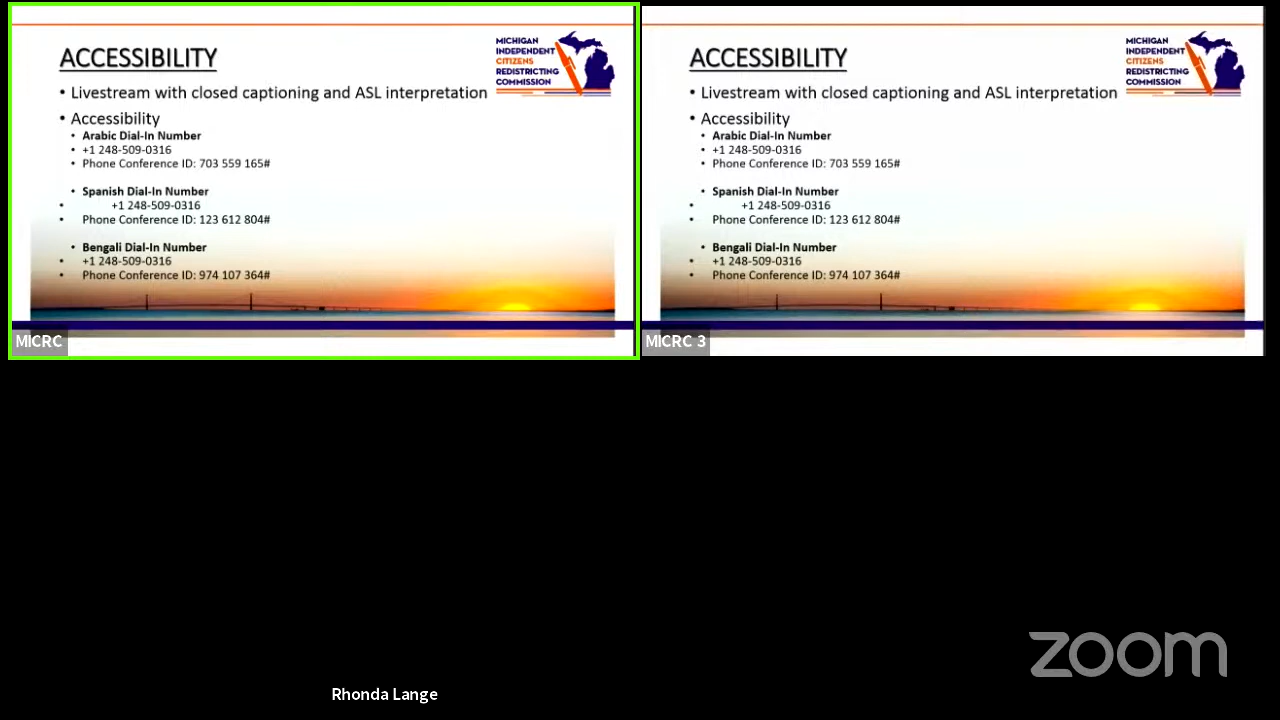 ACCESSIBILITY
MICHIGAN
INDEPENDENT
CITIZENS
REDISTRICTING
COMMISSION
• Livestream with closed captioning and ASL interpretation
• Accessibility
• Arabic Dial-In Number
• +1 248-509-0316
• Phone Conference ID: 703 559 165#
• Spanish Dial-In Number
• +1 248-509-0316
• Phone Conference ID: 123 612 804#
• Bengali Dial-In Number
• +1 248-509-0316
• Phone Conference ID: 974 107 364#
MICRC
ACCESSIBILITY
MICHIGAN
INDEPENDENT
CITIZENS
REDISTRICTING
COMMISSION
• Livestream with closed captioning and ASL interpretation
• Accessibility
• Arabic Dial-In Number
• +1 248-509-0316
• Phone Conference ID: 703 559 165#
• Spanish Dial-In Number
• +1 248-509-0316
• Phone Conference ID: 123 612 804#
• Bengali Dial-In Number
• +1 248-509-0316
• Phone Conference ID: 974 107 364#
MICRC 3
zoom
Rhonda Lange